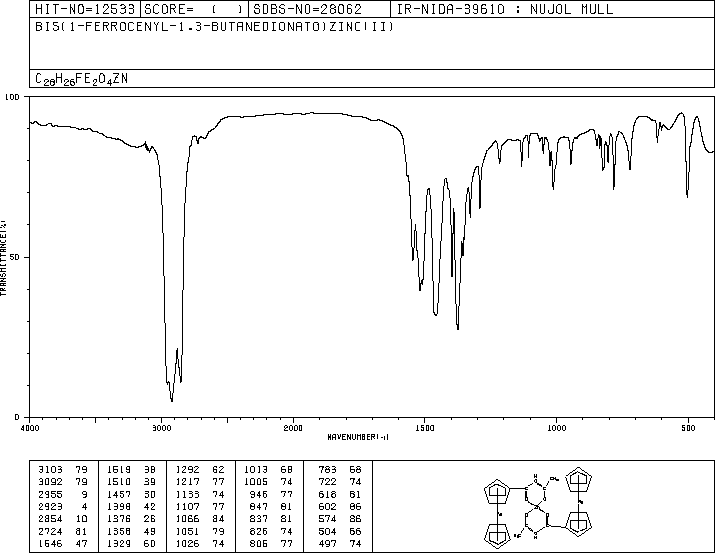 HIT-NO=12533 SCORE= ( ) SDBS-NO=28062 IR-NIDA-39610 : NUJOL MULL
BIS(1-FERROCENYL-1,3-BUTANEDIONATO)ZINC(II)
C28H26FE2O4ZN
100
50
0
TRANSMITTANCE(%)
4000 3000 2000 1500 1000 500
WAVENUMBER(-1)
3103 79 1519 38 1292 62 1013 68 783 68
3092 79 1510 39 1217 77 1005 74 722 74
2955 9 1457 30 1133 74 946 77 618 81
2923 4 1398 42 1107 77 847 81 602 86
2854 10 1376 26 1066 84 837 81 574 86
2724 81 1358 49 1051 79 826 74 504 66
1546 47 1329 60 1026 74 806 77 497 74